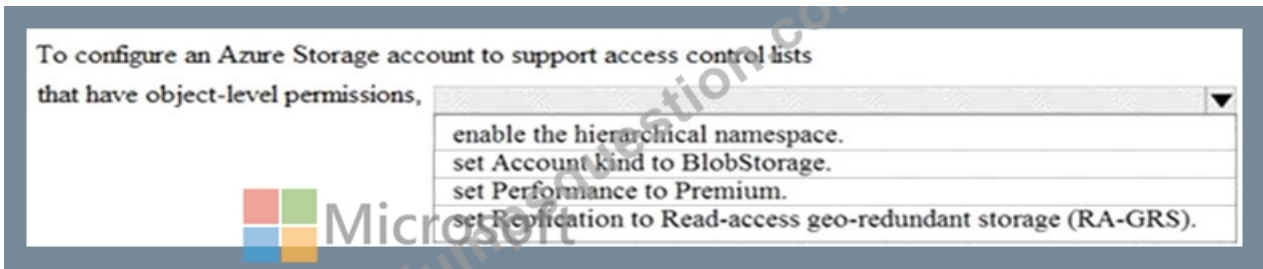 To configure an Azure Storage account to support access control lists
that have object-level permissions,
enable the hierarchical namespace.
set Account kind to BlobStorage.
set Performance to Premium.
set Replication to Read-access geo-redundant storage (RA-GRS).
Microsoft